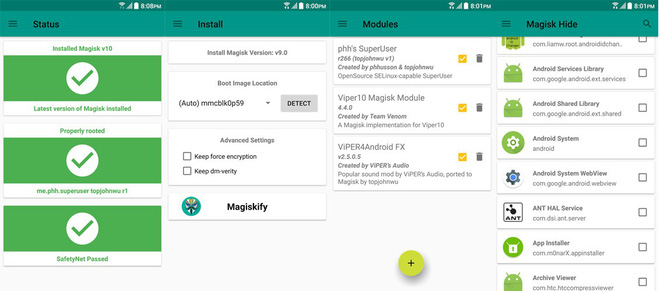 8:08PM
Status
Installed Magisk v10
Latest version of Magisk installed
Properly rooted
me.phh.superuser topjohnwu r1
SafetyNet Passed
8:00PM
Install
Install Magisk Version: v9.0
Boot Image Location
(Auto) mmcblk0p59
DETECT
Advanced Settings
Keep force encryption
Keep dm-verity
Magiskify
8:01PM
Modules
phh's SuperUser
r266 (topjohnwu v1)
Created by phhusson & topjohnwu
OpenSource SELinux-capable SuperUser
Viper10 Magisk Module
4.4.0
Created by Team Venom
A Magisk implementation for Viper10
ViPER4Android FX
v2.5.0.5
Created by ViPER's Audio
Popular sound mod by ViPER's Audio, ported to
Magisk by topjohnwu
+
8:01PM
Magisk Hide
com.liamw.root.androididchan..
Android Services Library
com.google.android.ext.services
Android Shared Library
com.google.android.ext.shared
Android System
android
Android System WebView
com.google.android.webview
ANT
ANT HAL Service
com.dsi.ant.server
App Installer
com.m0narX.appinstaller
Archive Viewer
com.htc.htccompressviewer